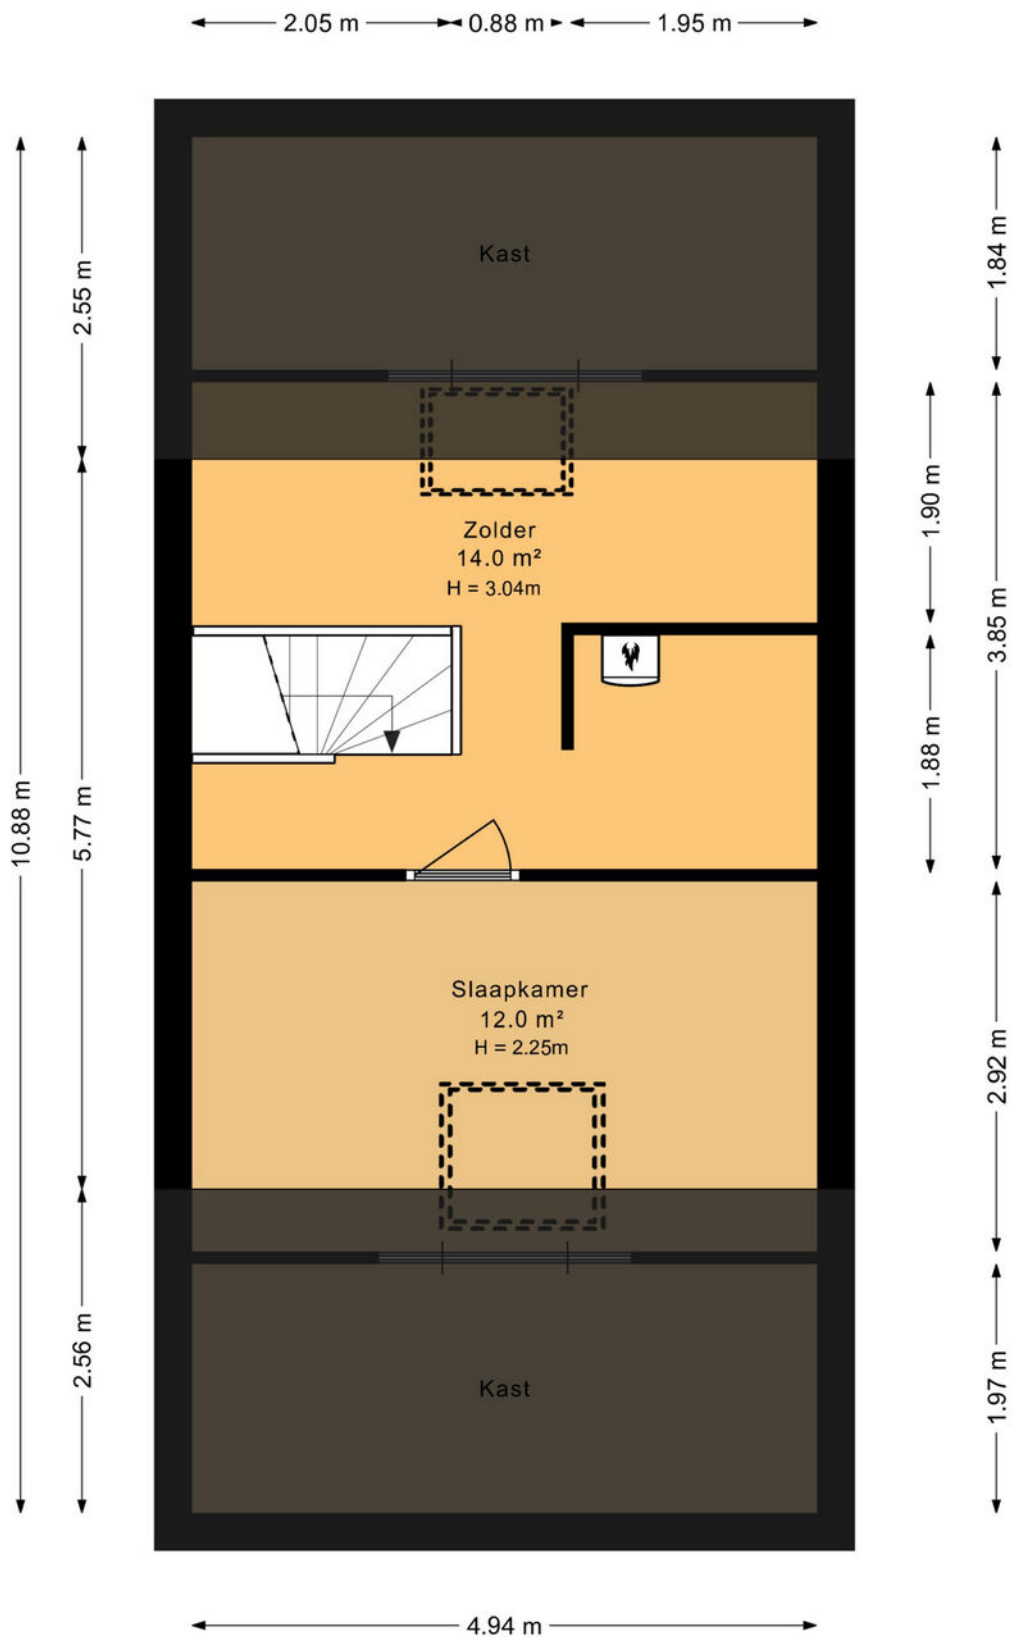 2.05 m
0.88 m
1.95 m
Kast
2.55 m
1.84 m
1.90 m
Zolder
14.0 m²
H = 3.04m
3.85 m
1.88 m
10.88 m
5.77 m
Slaapkamer
12.0 m²
H = 2.25m
2.92 m
2.56 m
Kast
1.97 m
4.94 m